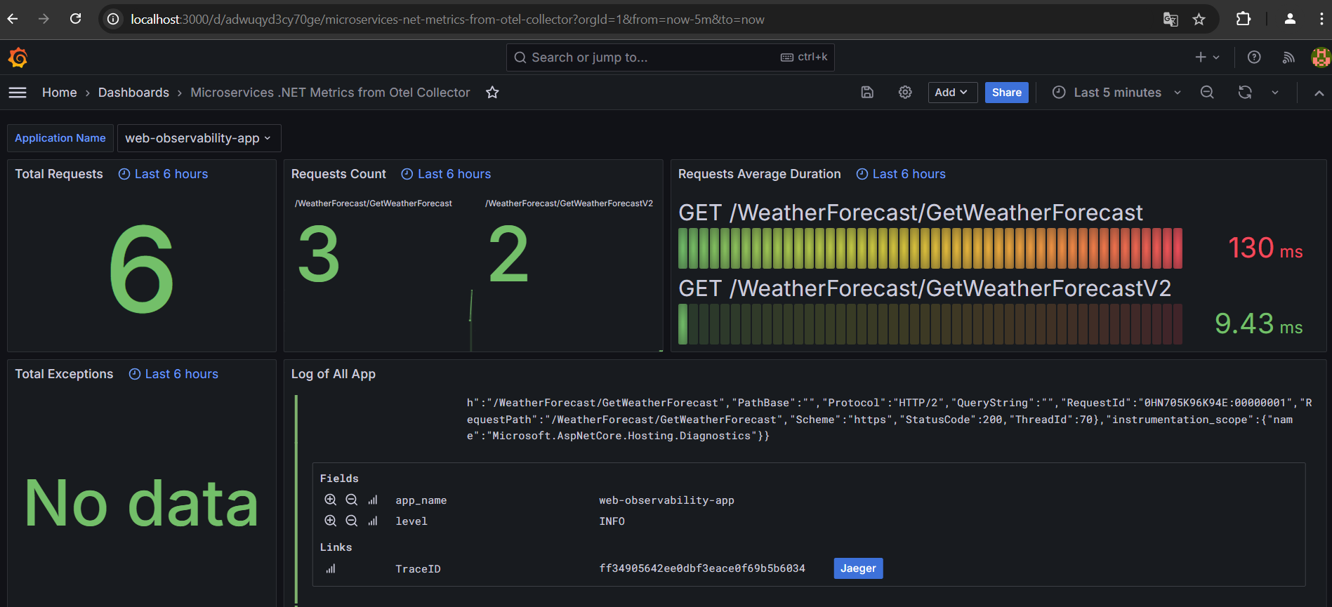 localhost:3000/d/adwuqyd3cy70ge/microservices-net-metrics-from-otel-collector?orgId=1&from=now-5m&to=now
Search or jump to...
ctrl+k
Home › Dashboards › Microservices .NET Metrics from Otel Collector
Add
Share
Last 5 minutes
Application Name
web-observability-app
Total Requests
Last 6 hours
6
Requests Count
Last 6 hours
/WeatherForecast/GetWeatherForecast
3
/WeatherForecast/GetWeatherForecastV2
2
Requests Average Duration
Last 6 hours
GET /WeatherForecast/GetWeatherForecast
130 ms
GET /WeatherForecast/GetWeatherForecastV2
9.43 ms
Total Exceptions
Last 6 hours
No data
Log of All App
h":"/WeatherForecast/GetWeatherForecast","PathBase":"","Protocol":"HTTP/2","QueryString":"","RequestId":"0HN705K96K94E:00000001","R
equestPath":"/WeatherForecast/GetWeatherForecast","Scheme":"https","StatusCode":200,"ThreadId":70},"instrumentation_scope":{"nam
e":"Microsoft.AspNetCore.Hosting.Diagnostics"}}
Fields
app_name
web-observability-app
level
INFO
Links
TraceID
ff34905642ee0dbf3eace0f69b5b6034
Jaeger